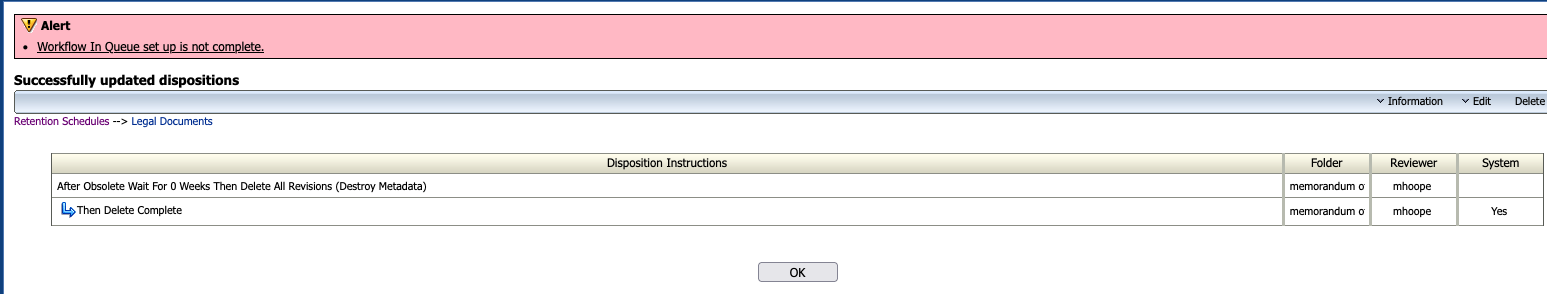 Alert
• Workflow In Queue set up is not complete.
Successfully updated dispositions
Information Edit Delete
Retention Schedules --> Legal Documents
Disposition Instructions Folder Reviewer System
After Obsolete Wait For 0 Weeks Then Delete All Revisions (Destroy Metadata) memorandum o mhoope
Then Delete Complete memorandum o mhoope Yes
OK